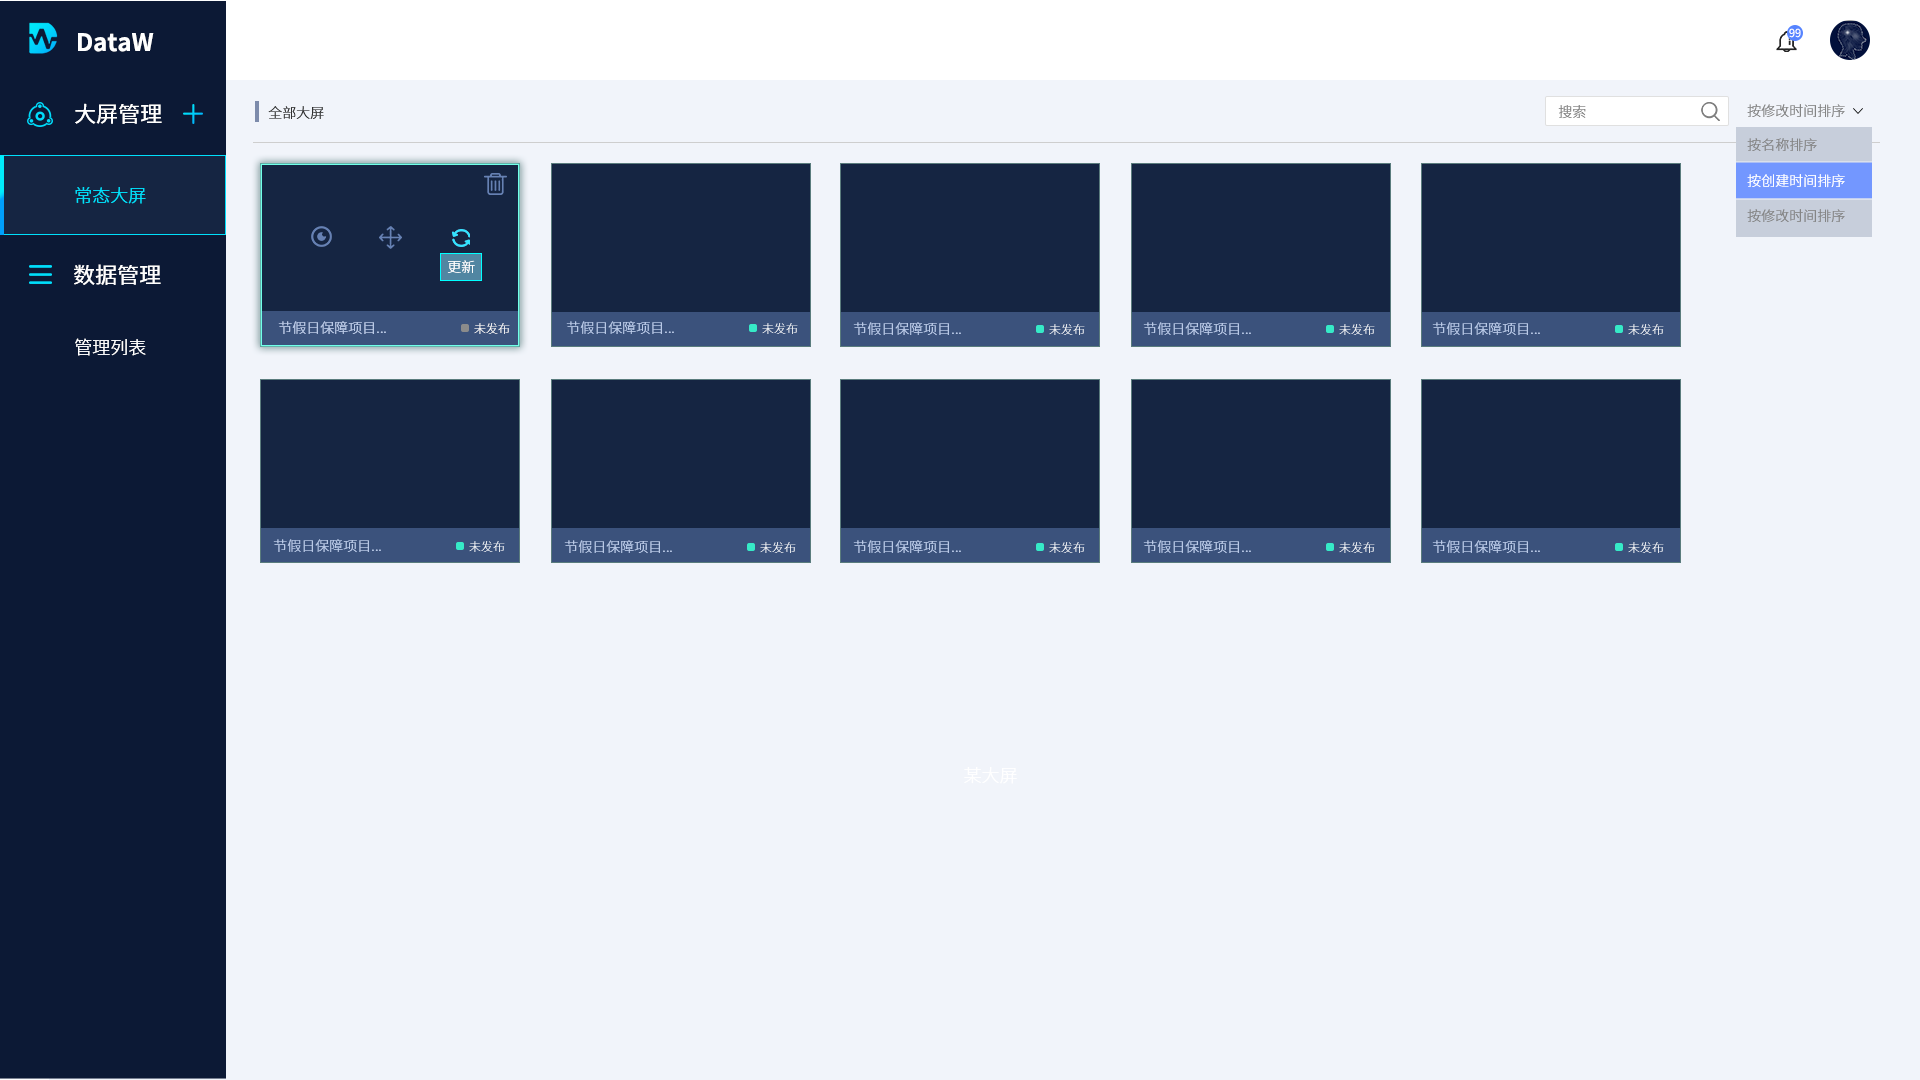 DataW
99
大屏管理
全部大屏
搜索
按修改时间排序
按名称排序
按创建时间排序
按修改时间排序
常态大屏
更新
数据管理
管理列表
节假日保障项目...
未发布
节假日保障项目...
未发布
节假日保障项目...
未发布
节假日保障项目...
未发布
节假日保障项目...
未发布
节假日保障项目...
未发布
节假日保障项目...
未发布
节假日保障项目...
未发布
节假日保障项目...
未发布
节假日保障项目...
未发布
某大屏